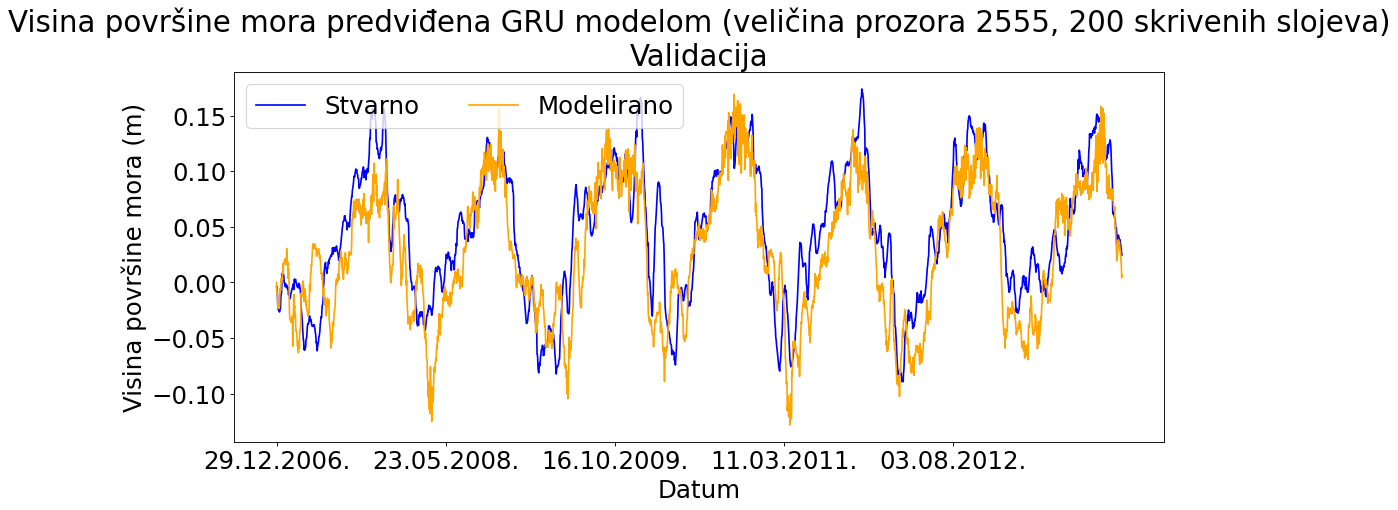 Visina površine mora predviđena GRU modelom (veličina prozora 2555, 200 skrivenih slojeva)
Validacija
Stvarno Modelirano
Visina površine mora (m)
0.15
0.10
0.05
0.00
−0.05
−0.10
29.12.2006. 23.05.2008. 16.10.2009. 11.03.2011. 03.08.2012.
Datum